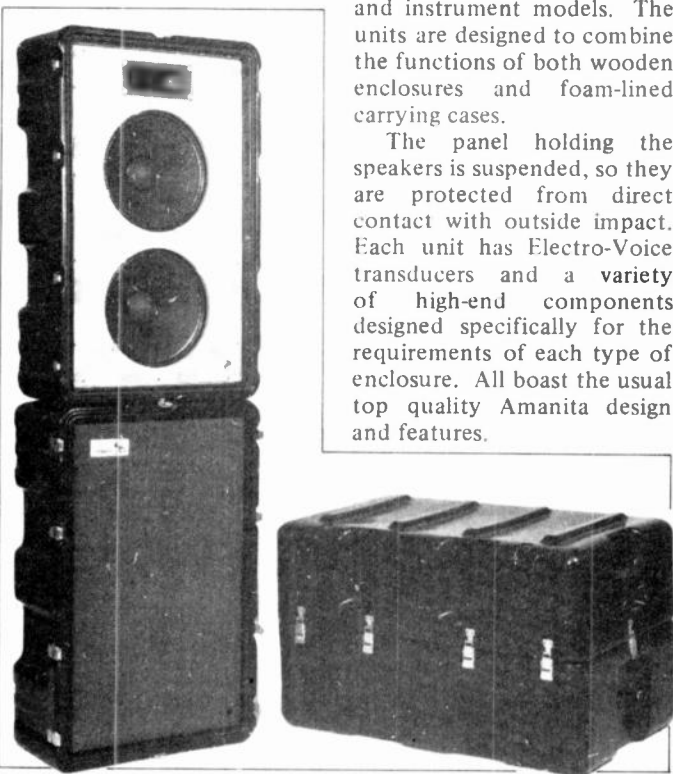 and instrument models. The
units are designed to combine
the functions of both wooden
enclosures and foam-lined
carrying cases.
The panel holding the
speakers is suspended, so they
are protected from direct
contact with outside impact.
Each unit has Electro-Voice
transducers and a variety
of high-end components
designed specifically for the
requirements of each type of
enclosure. All boast the usual
top quality Amanita design
and features.